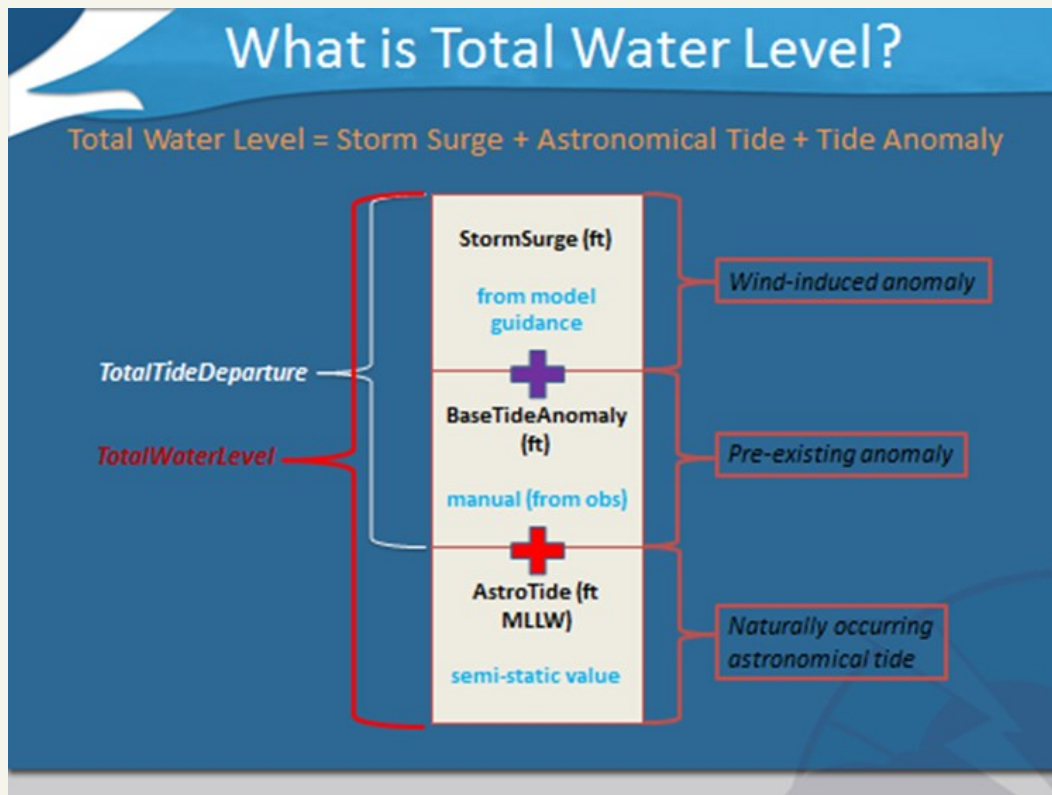 What is Total Water Level?
Total Water Level = Storm Surge + Astronomical Tide + Tide Anomaly
StormSurge (ft)
from model
guidance
Wind-induced anomaly
TotalTideDeparture
BaseTideAnomaly
(ft)
manual (from obs)
Pre-existing anomaly
TotalWaterLevel
AstroTide (ft
MLLW)
semi-static value
Naturally occurring
astronomical tide